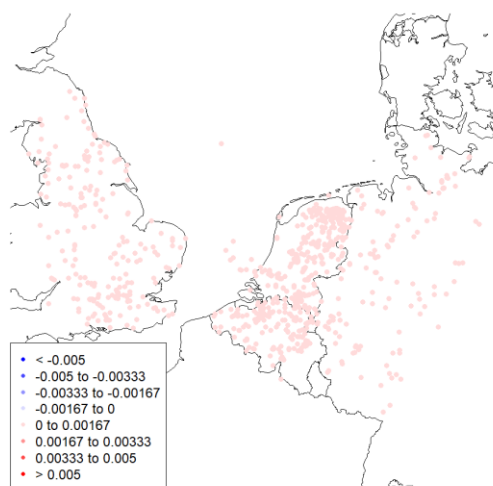 < -0.005
-0.005 to -0.00333
-0.00333 to -0.00167
-0.00167 to 0
0 to 0.00167
0.00167 to 0.00333
0.00333 to 0.005
> 0.005